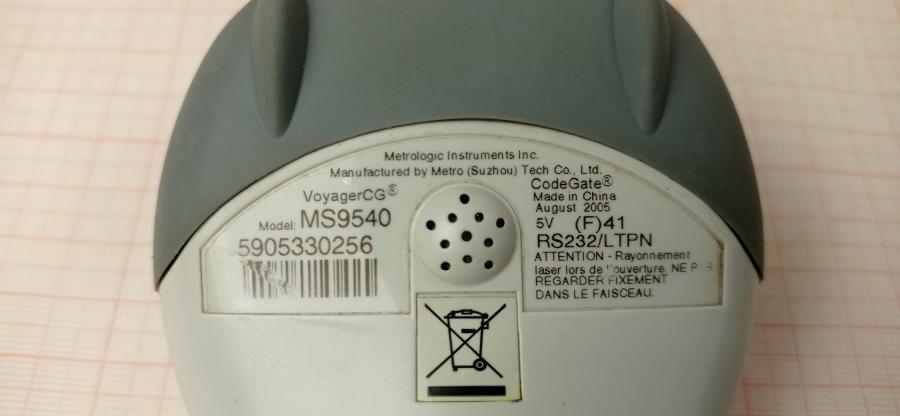 Metrologic Instruments Inc.
Manufactured by Metro (Suzhou) Tech Co., Ltd.
VoyagerCG®
Model: MS9540
5905330256
CodeGate®
Made in China
August 2005
5V (F)41
RS232/LTPN
ATTENTION - Rayonnement
laser lors de l'ouverture. NE
REGARDER FIXEMENT
DANS LE FAISCEAU.